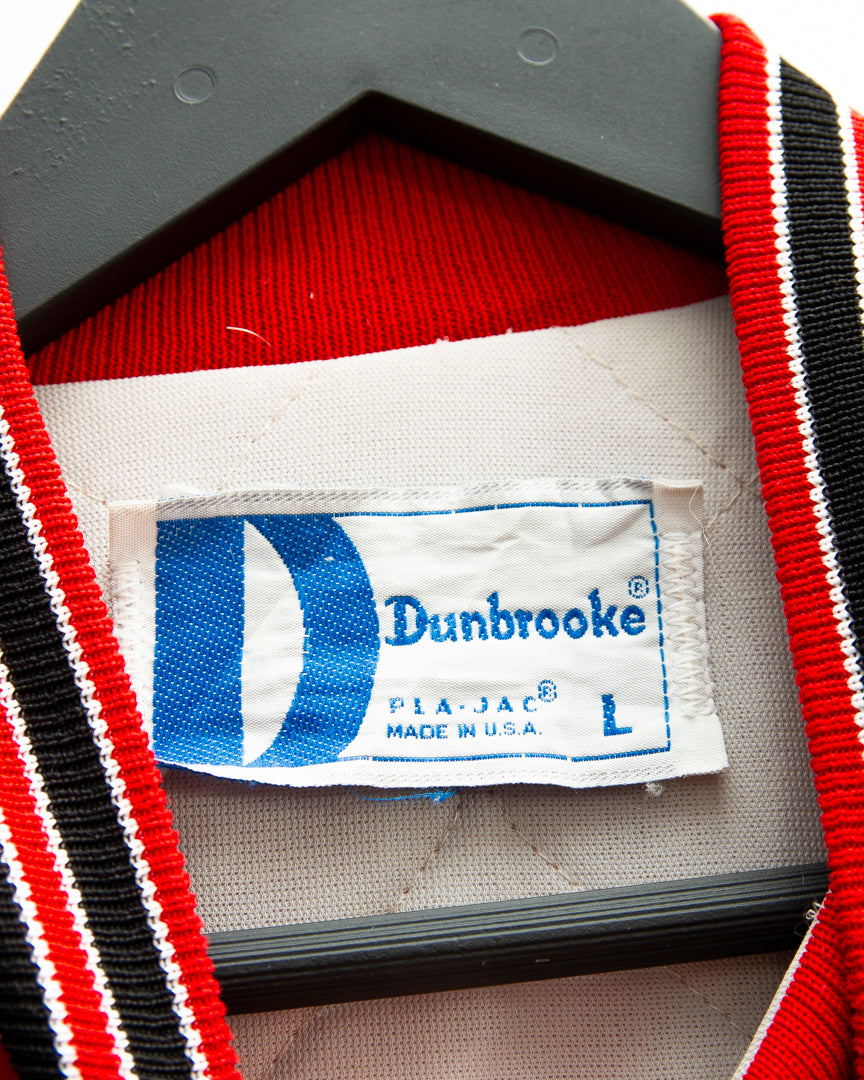 D
Dunbrooke®
PLA-JAC®
MADE IN U.S.A.
L